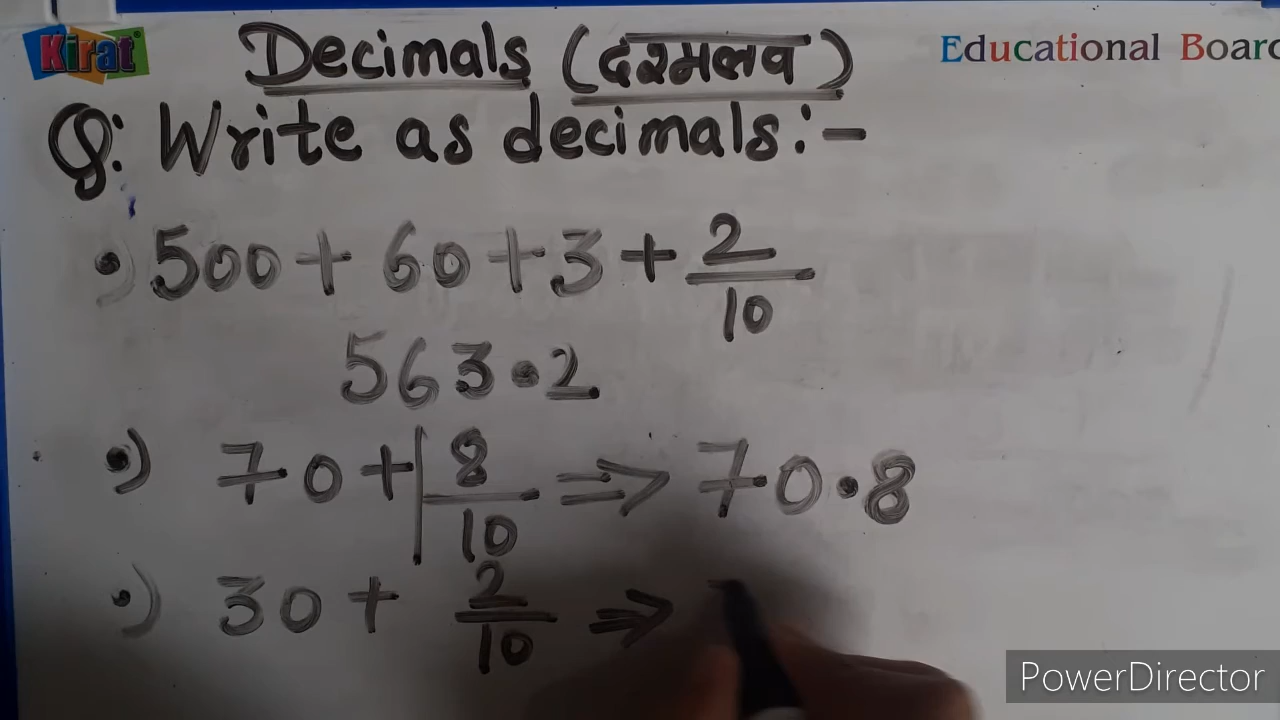 Kirat Decimals (दशमलव) Educational Board
Q: Write as decimals:-
•) 500 + 60 + 3 + 2/10
563.2
•) 70 + | 8/10 ⇒ 70.8
•) 30 + 2/10 ⇒
PowerDirector